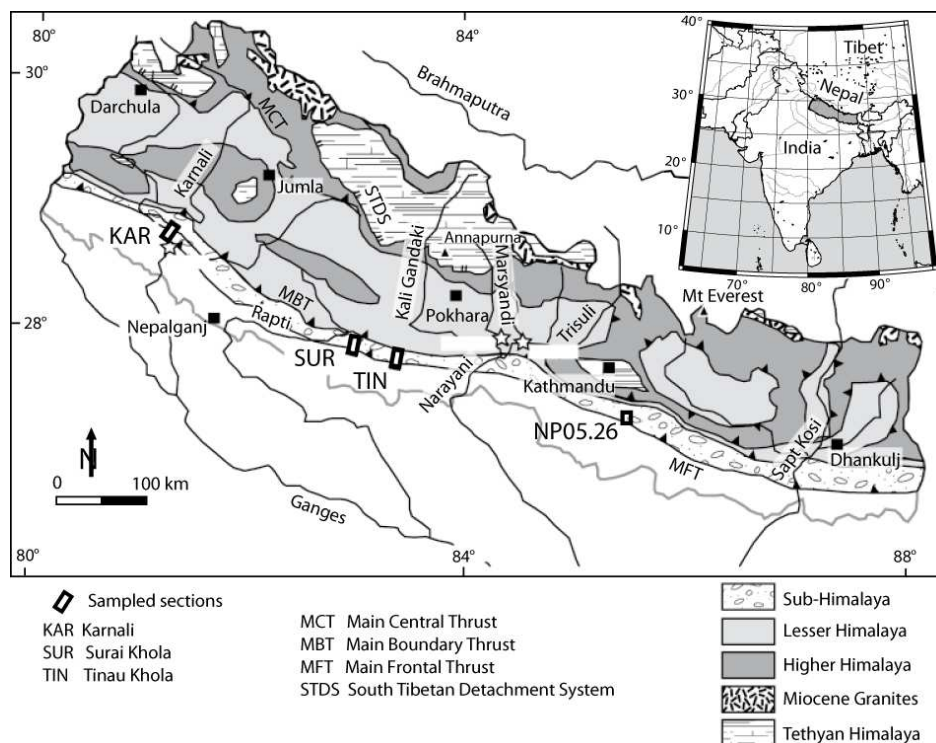 80°
84°
30°
40°
30°
20°
10°
70°
80°
90°
Tibet
Nepal
India
Brahmaputra
Darchula
MCT
Karnali
Jumla
STDS
KAR
Annapurna
Kali Gandaki
Marsyandi
Mt Everest
MBT
Rapti
Pokhara
Trisuli
28°
Nepalganj
SUR
TIN
Narayani
Kathmandu
NP05.26
Sapt Kosi
Dhankulj
MFT
N
0
100 km
Ganges
80°
84°
88°
Sampled sections
KAR Karnali
SUR Surai Khola
TIN Tinau Khola
MCT Main Central Thrust
MBT Main Boundary Thrust
MFT Main Frontal Thrust
STDS South Tibetan Detachment System
Sub-Himalaya
Lesser Himalaya
Higher Himalaya
Miocene Granites
Tethyan Himalaya